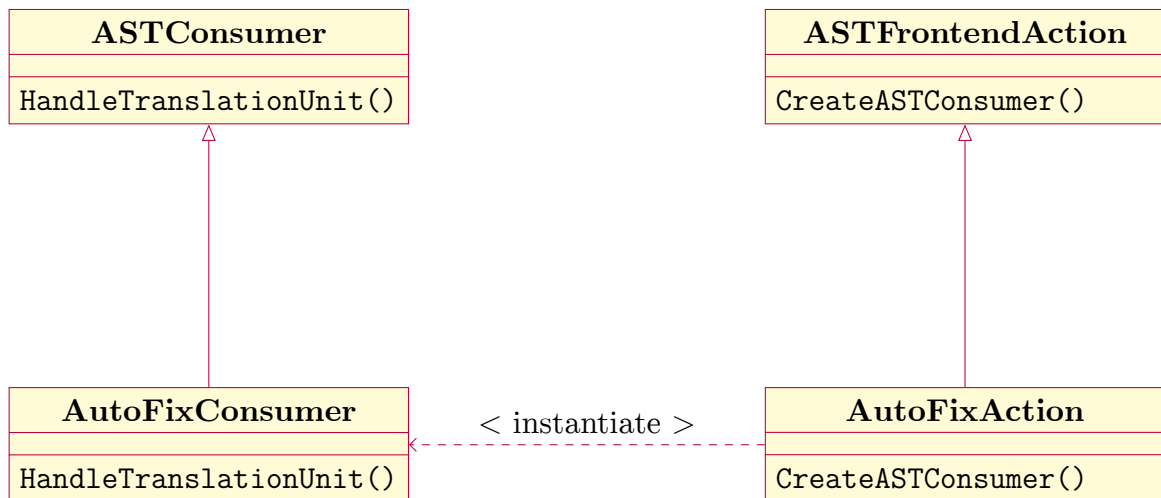 ASTConsumer
HandleTranslationUnit()
ASTFrontendAction
CreateASTConsumer()
AutoFixConsumer
HandleTranslationUnit()
< instantiate >
AutoFixAction
CreateASTConsumer()